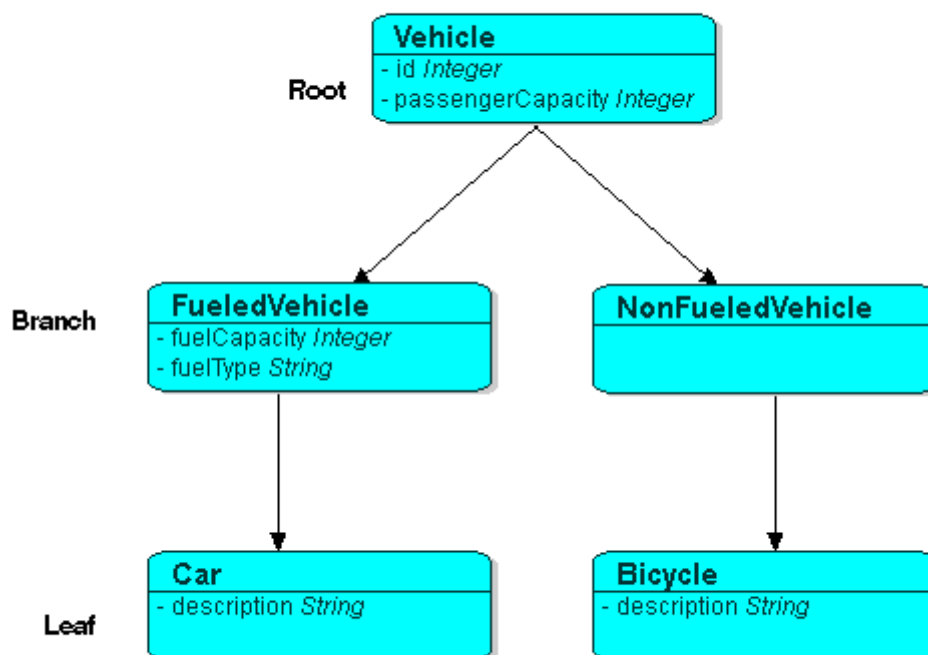 Vehicle
- id Integer
Root
- passengerCapacity Integer
FueledVehicle
NonFueledVehicle
Branch
- fuelCapacity Integer
- fuelType String
Car
Bicycle
- description String
- description String
Leaf